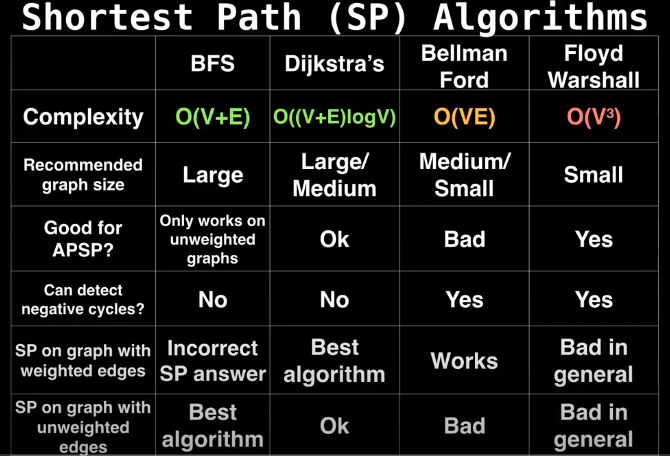 Shortest Path (SP) Algorithms
BFS
Dijkstra's
Bellman
Ford
Floyd
Warshall
Complexity
O(V+E)
O((V+E)logV)
O(VE)
O(V³)
Recommended
graph size
Large
Large/
Medium
Medium/
Small
Small
Good for
APSP?
Only works on
unweighted
graphs
Ok
Bad
Yes
Can detect
negative cycles?
No
No
Yes
Yes
SP on graph with
weighted edges
Incorrect
SP answer
Best
algorithm
Works
Bad in
general
SP on graph with
unweighted
edges
Best
algorithm
Ok
Bad
Bad in
general